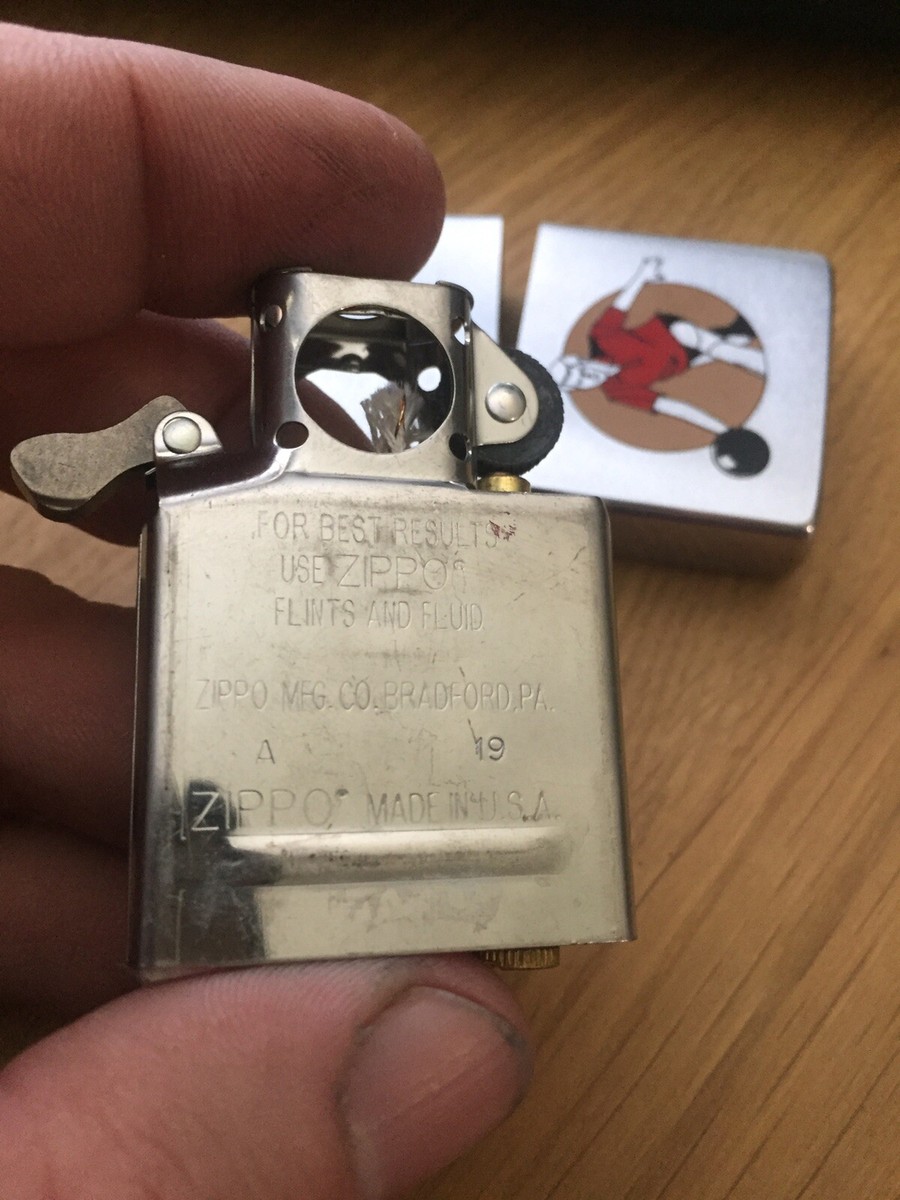 FOR BEST RESULTS
USE ZIPPO®
FLINTS AND FLUID
ZIPPO MFG. CO. BRADFORD, PA.
A 19
ZIPPO® MADE IN U.S.A.